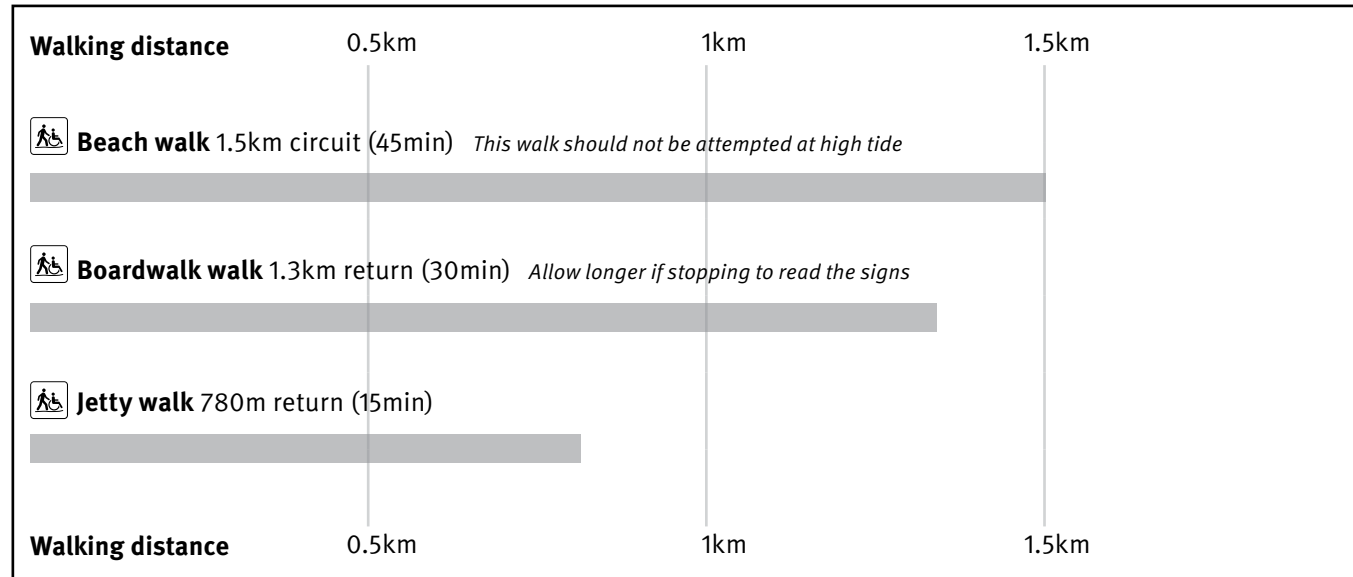 Walking distance 0.5km 1km 1.5km
Beach walk 1.5km circuit (45min) This walk should not be attempted at high tide
Boardwalk walk 1.3km return (30min) Allow longer if stopping to read the signs
Jetty walk 780m return (15min)
Walking distance 0.5km 1km 1.5km